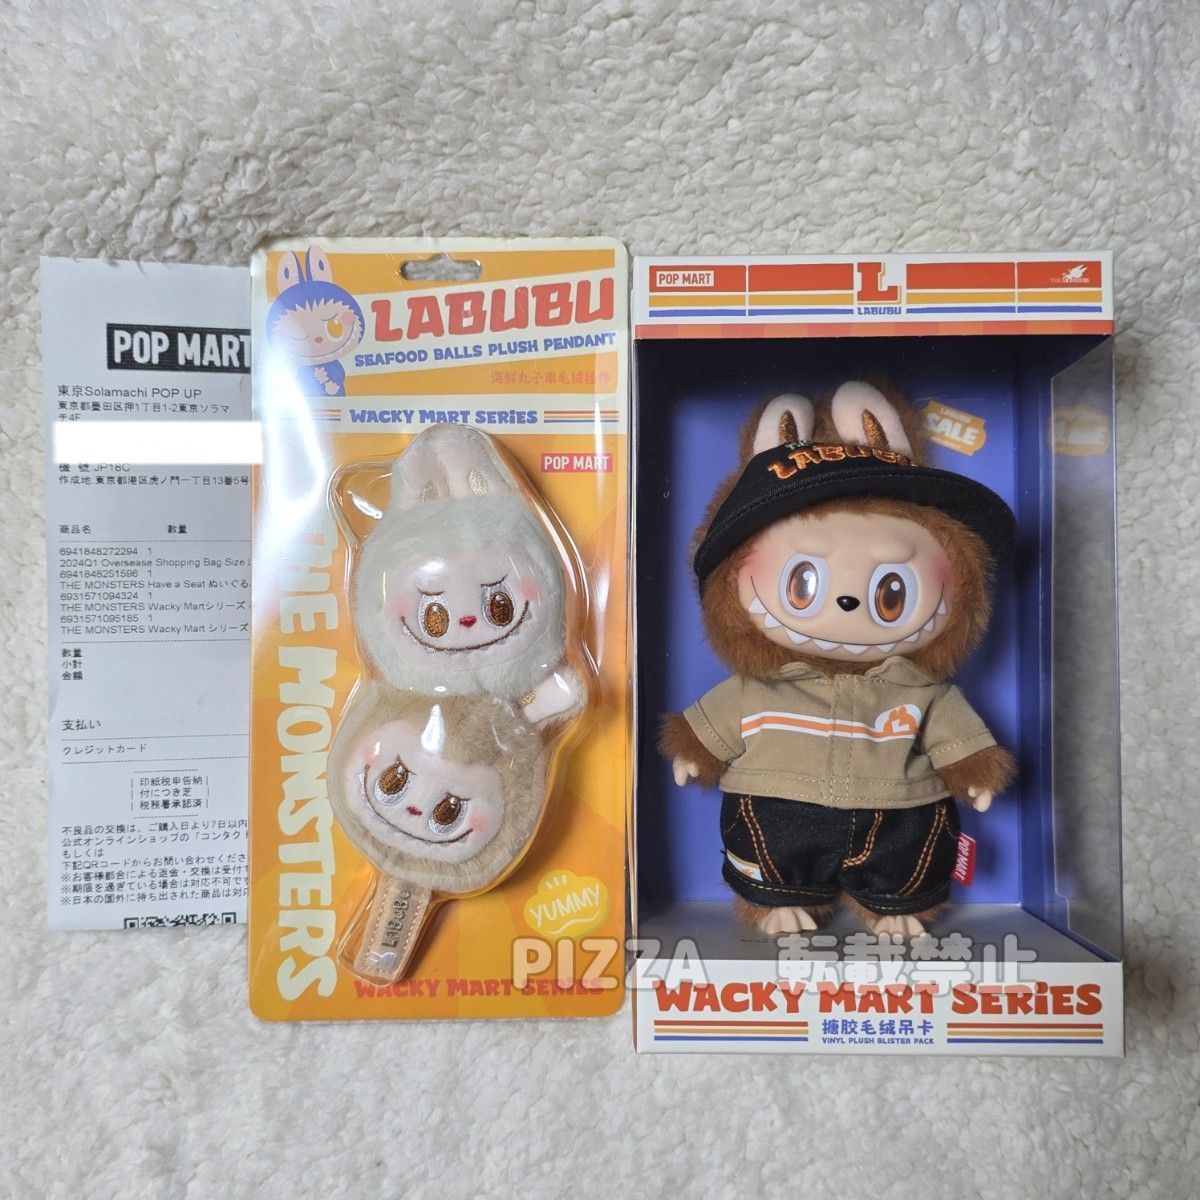 POP MART
東京Solamachi POP UP
東京都墨田区押1丁目1-2東京ソラマ
チ4F
機 號 JP18C
作成地:東京都港区虎ノ門一丁目13番5号
商品名 数量
6941848272294 1
2024Q1 Oversease Shopping Bag Size L
6941848251596 1
THE MONSTERS Have a Seat ぬいぐる
6931571094324 1
THE MONSTERS Wacky Martシリーズ
6931571095185 1
THE MONSTERS Wacky Mart シリーズ
数量
小計
金額
支払い
クレジットカード
印紙税申告納
付につき芝
税務署承認済
不良品の交換は、ご購入日より7日以内
公式オンラインショップの「コンタクト
もしくは
下記QRコードからお問い合わせくださ
※お客様都合による返金・交換は受付て
※期限を過ぎている場合は対応不可です
※日本の国外に持ち出された商品は対応
LABUBU
SEAFOOD BALLS PLUSH PENDANT
海鲜丸子串毛绒挂件
WACKY MART SERiES
POP MART
THE MONSTERS
LABUBU
YUMMY
WACKY MART SERiES
POP MART
L
LABUBU
THE MONSTERS
SALE
THE
LABUBU
POP MART
WACKY MART SERiES
搪胶毛绒吊卡
VINYL PLUSH BLISTER PACK
PIZZA 転載禁止